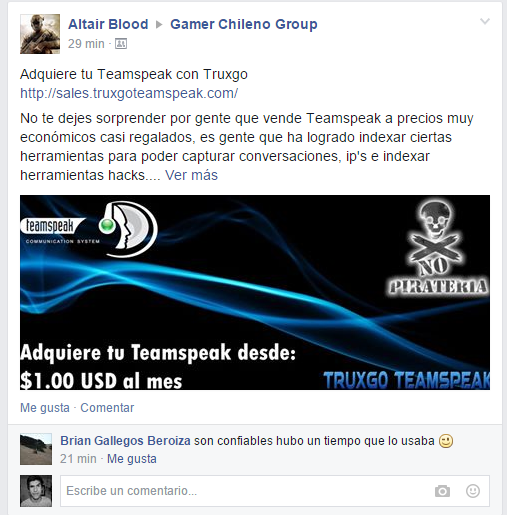 Altair Blood ▶ Gamer Chileno Group
29 min ·
Adquiere tu Teamspeak con Truxgo
http://sales.truxgoteamspeak.com/
No te dejes sorprender por gente que vende Teamspeak a precios muy
económicos casi regalados, es gente que ha logrado indexar ciertas
herramientas para poder capturar conversaciones, ip's e indexar
herramientas hacks.... Ver más
teamspeak
COMMUNICATION SYSTEM
NO
PIRATERIA
Adquiere tu Teamspeak desde:
$1.00 USD al mes
TRUXGO TEAMSPEAK
Me gusta · Comentar
Brian Gallegos Beroiza son confiables hubo un tiempo que lo usaba
21 min · Me gusta
Escribe un comentario...